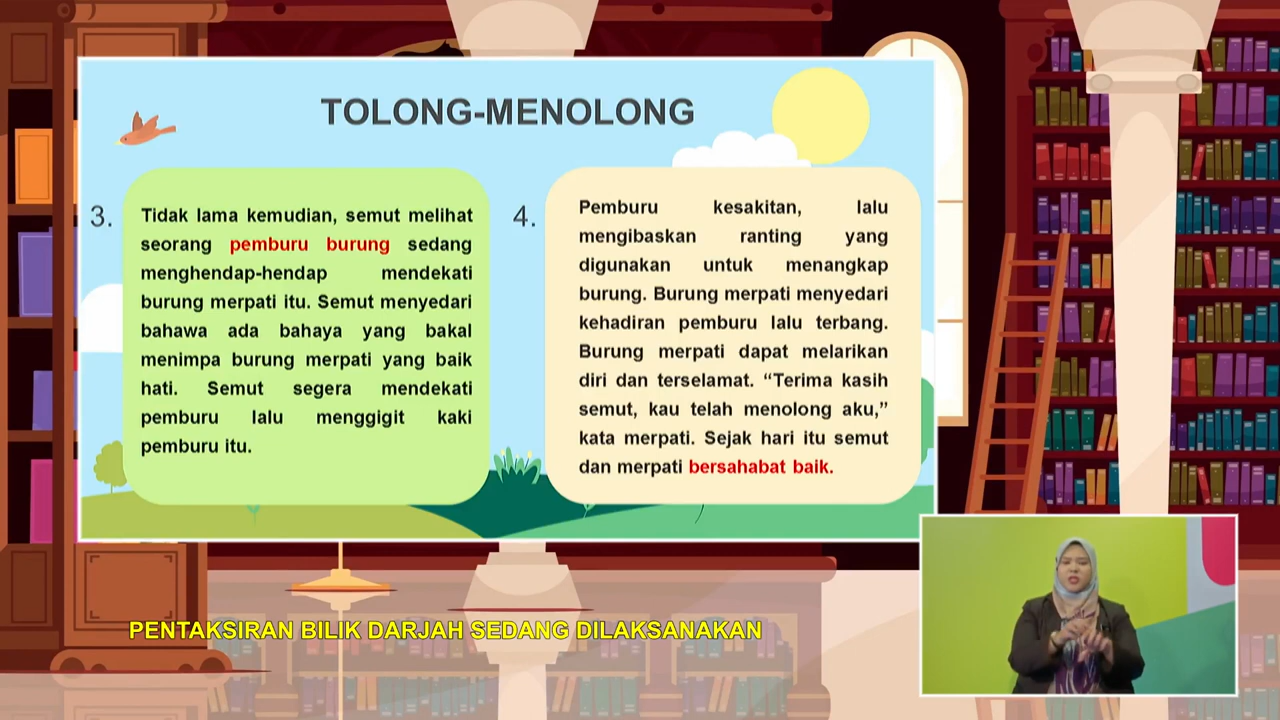 TOLONG-MENOLONG
3.
Tidak lama kemudian, semut melihat
seorang pemburu burung sedang
menghendap-hendap mendekati
burung merpati itu. Semut menyedari
bahawa ada bahaya yang bakal
menimpa burung merpati yang baik
hati. Semut segera mendekati
pemburu lalu menggigit kaki
pemburu itu.
4.
Pemburu kesakitan, lalu
mengibaskan ranting yang
digunakan untuk menangkap
burung. Burung merpati menyedari
kehadiran pemburu lalu terbang.
Burung merpati dapat melarikan
diri dan terselamat. “Terima kasih
semut, kau telah menolong aku,”
kata merpati. Sejak hari itu semut
dan merpati bersahabat baik.
PENTAKSIRAN BILIK DARJAH SEDANG DILAKSANAKAN